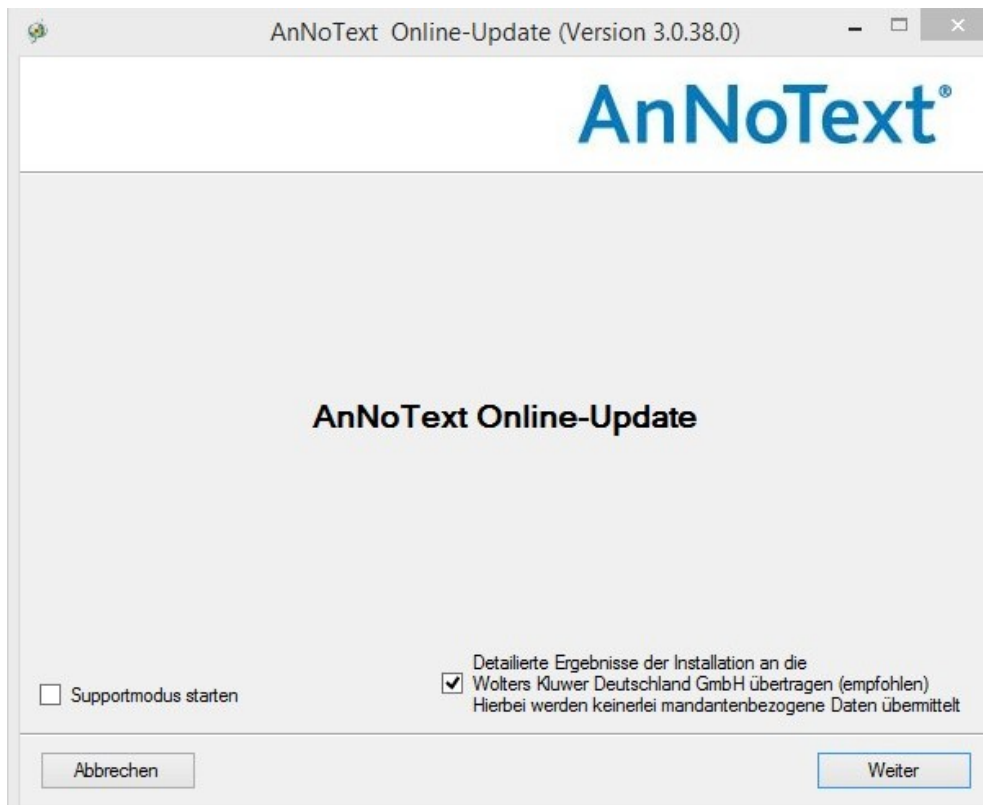 AnNoText Online-Update (Version 3.0.38.0)
AnNoText®
AnNoText Online-Update
Supportmodus starten
Detailierte Ergebnisse der Installation an die
Wolters Kluwer Deutschland GmbH übertragen (empfohlen)
Hierbei werden keinerlei mandantenbezogene Daten übermittelt
Abbrechen
Weiter